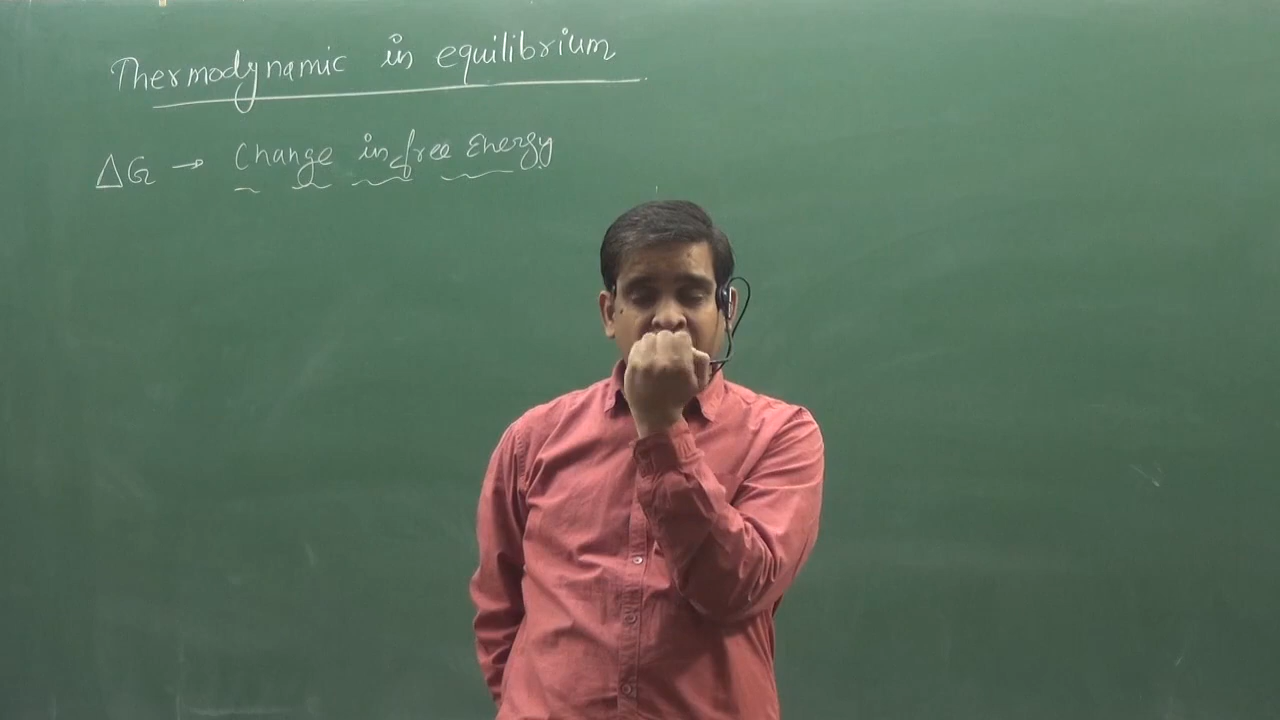 Thermodynamic in equilibrium
ΔG → Change in free Energy